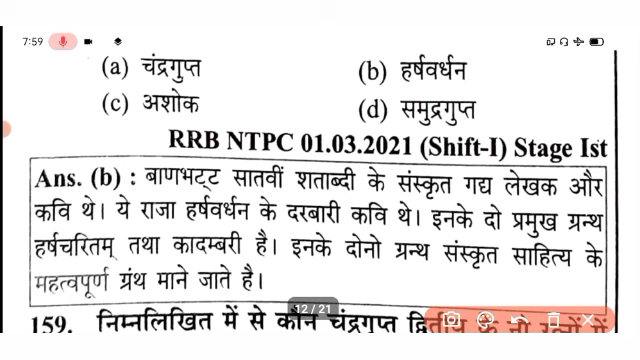 7:59
(a) चंद्रगुप्त (b) हर्षवर्धन
(c) अशोक (d) समुद्रगुप्त
RRB NTPC 01.03.2021 (Shift-I) Stage Ist
Ans. (b) : बाणभट्ट सातवीं शताब्दी के संस्कृत गद्य लेखक और
कवि थे। ये राजा हर्षवर्धन के दरबारी कवि थे। इनके दो प्रमुख ग्रन्थ
हर्षचरितम् तथा कादम्बरी है। इनके दोनो ग्रन्थ संस्कृत साहित्य के
महत्वपूर्ण ग्रंथ माने जाते है।
12/21
159. निम्नलिखित में से कौन चंद्रगुप्त द्वितीय के नौ रत्नों में